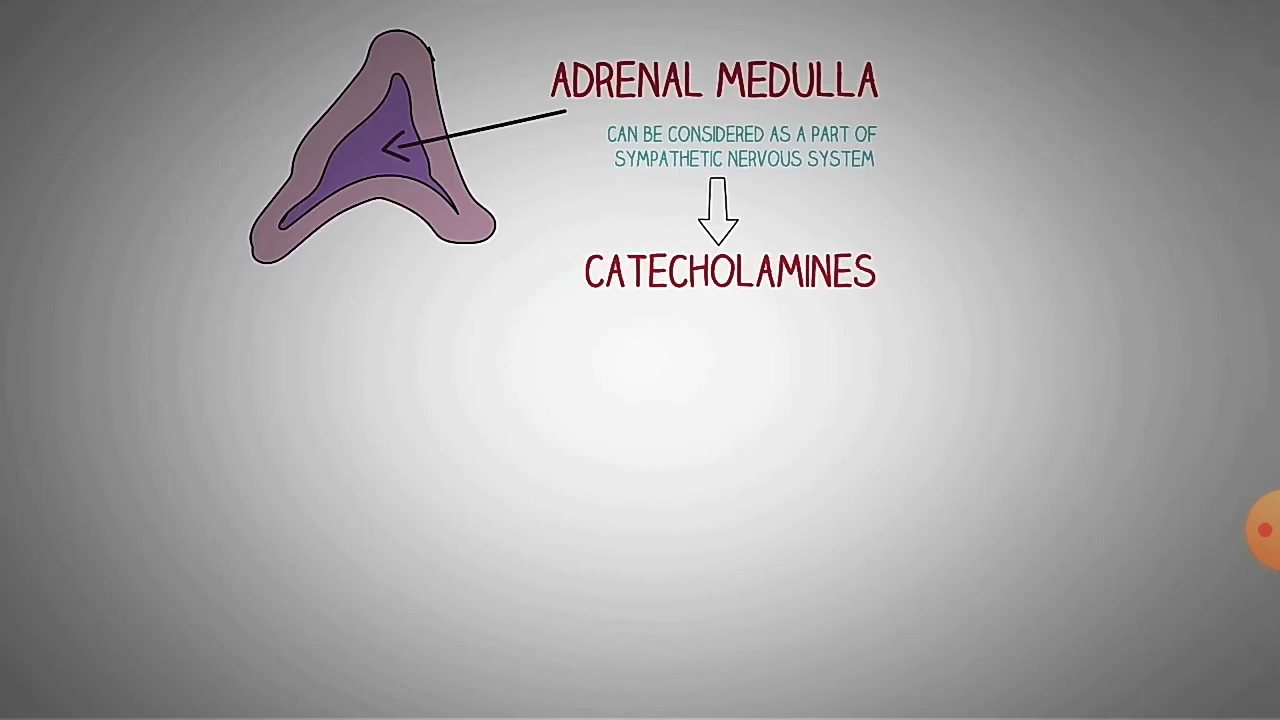 ADRENAL MEDULLA
CAN BE CONSIDERED AS A PART OF
SYMPATHETIC NERVOUS SYSTEM
CATECHOLAMINES